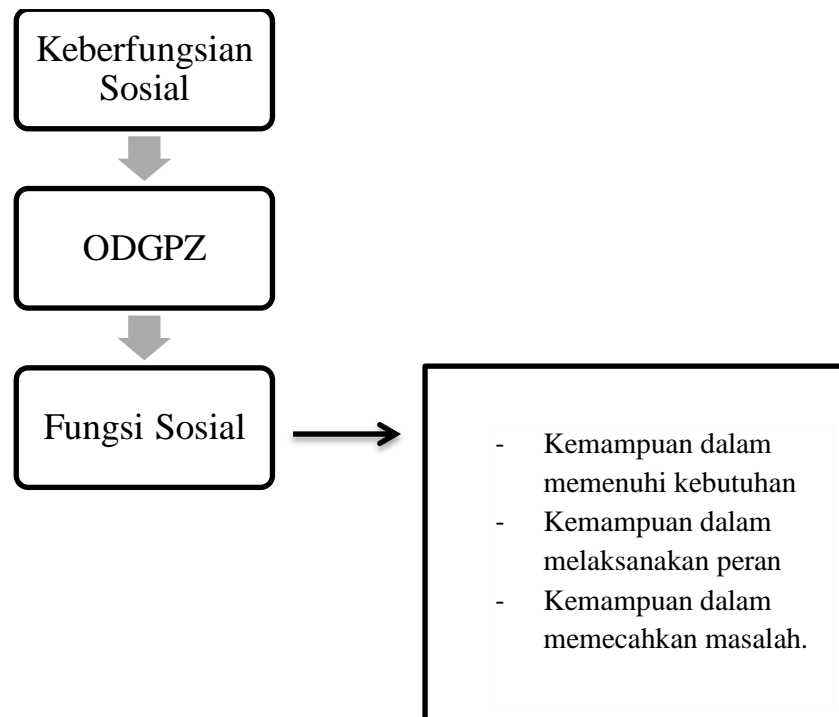 Keberfungsian
Sosial
ODGPZ
Fungsi Sosial
- Kemampuan dalam
memenuhi kebutuhan
- Kemampuan dalam
melaksanakan peran
- Kemampuan dalam
memecahkan masalah.